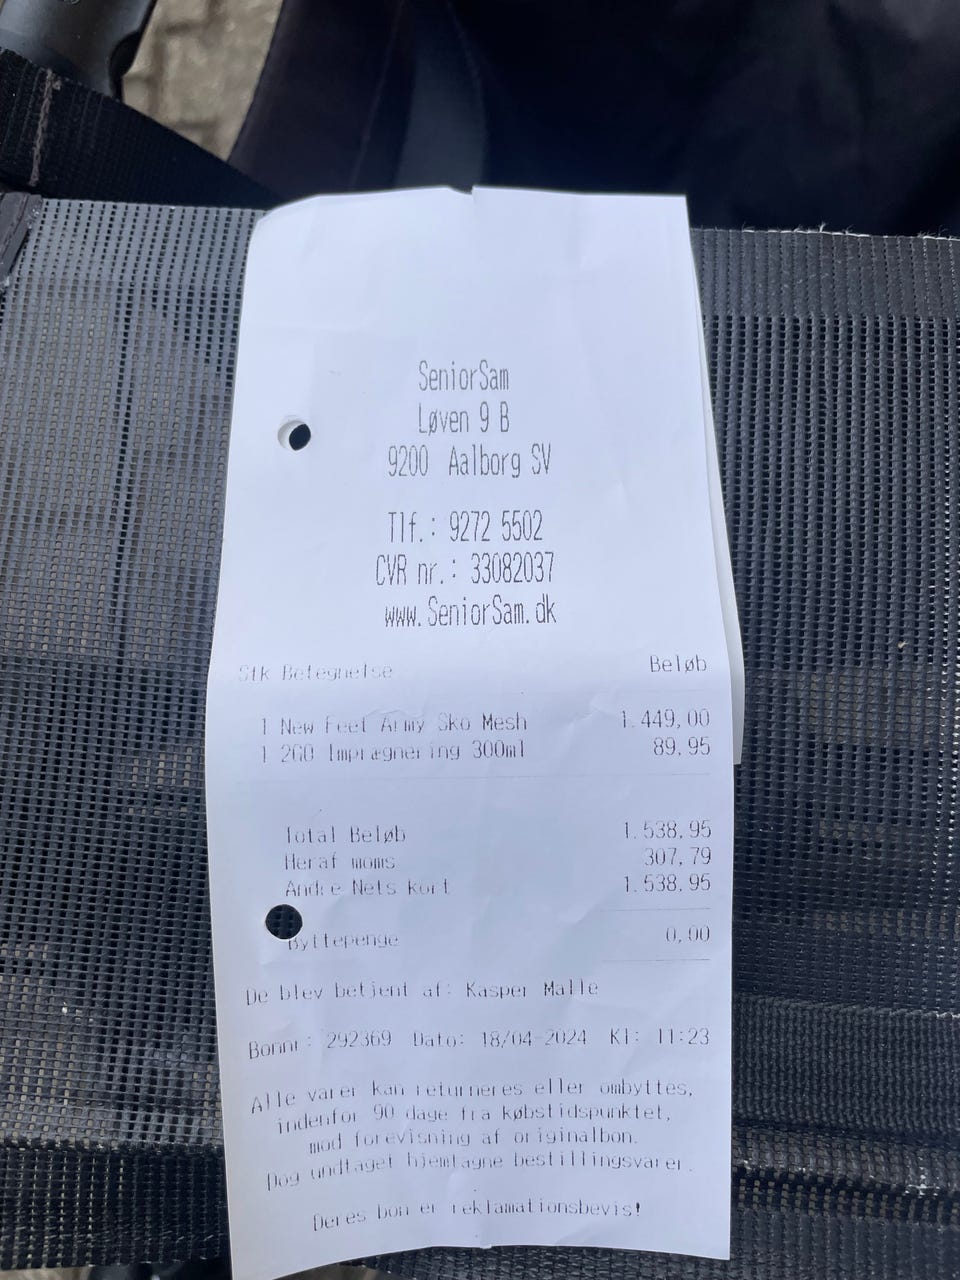 SeniorSam
Løven 9 B
9200 Aalborg SV
Tlf.: 9272 5502
CVR nr.: 33082037
www.SeniorSam.dk
Stk Betegnelse Beløb
1 New Feet Army Sko Mesh 1.449,00
1 2GO Imprægnering 300ml 89,95
Total Beløb 1.538,95
Heraf moms 307,79
Andre Nets kort 1.538,95
Byttepenge 0,00
De blev betjent af: Kasper Malle
Bonnr: 292369 Dato: 18/04-2024 Kl: 11:23
Alle varer kan returneres eller ombyttes,
indenfor 90 dage fra købstidspunktet,
mod forevisning af originalbon.
Dog undtaget hjemtagne bestillingsvarer.
Deres bon er reklamationsbevis!